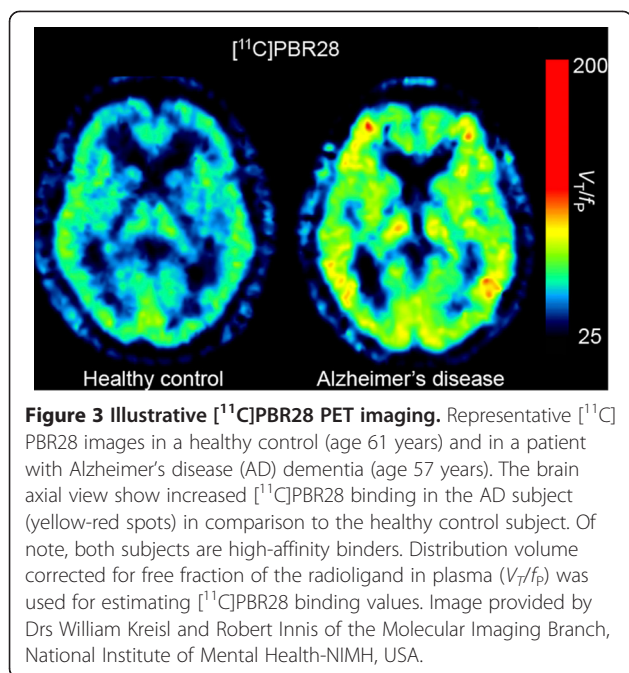 [¹¹C]PBR28
200
V_T/f_P
25
Healthy control
Alzheimer's disease
Figure 3 Illustrative [¹¹C]PBR28 PET imaging. Representative [¹¹C]
PBR28 images in a healthy control (age 61 years) and in a patient
with Alzheimer's disease (AD) dementia (age 57 years). The brain
axial view show increased [¹¹C]PBR28 binding in the AD subject
(yellow-red spots) in comparison to the healthy control subject. Of
note, both subjects are high-affinity binders. Distribution volume
corrected for free fraction of the radioligand in plasma (V_T/f_P) was
used for estimating [¹¹C]PBR28 binding values. Image provided by
Drs William Kreisl and Robert Innis of the Molecular Imaging Branch,
National Institute of Mental Health-NIMH, USA.